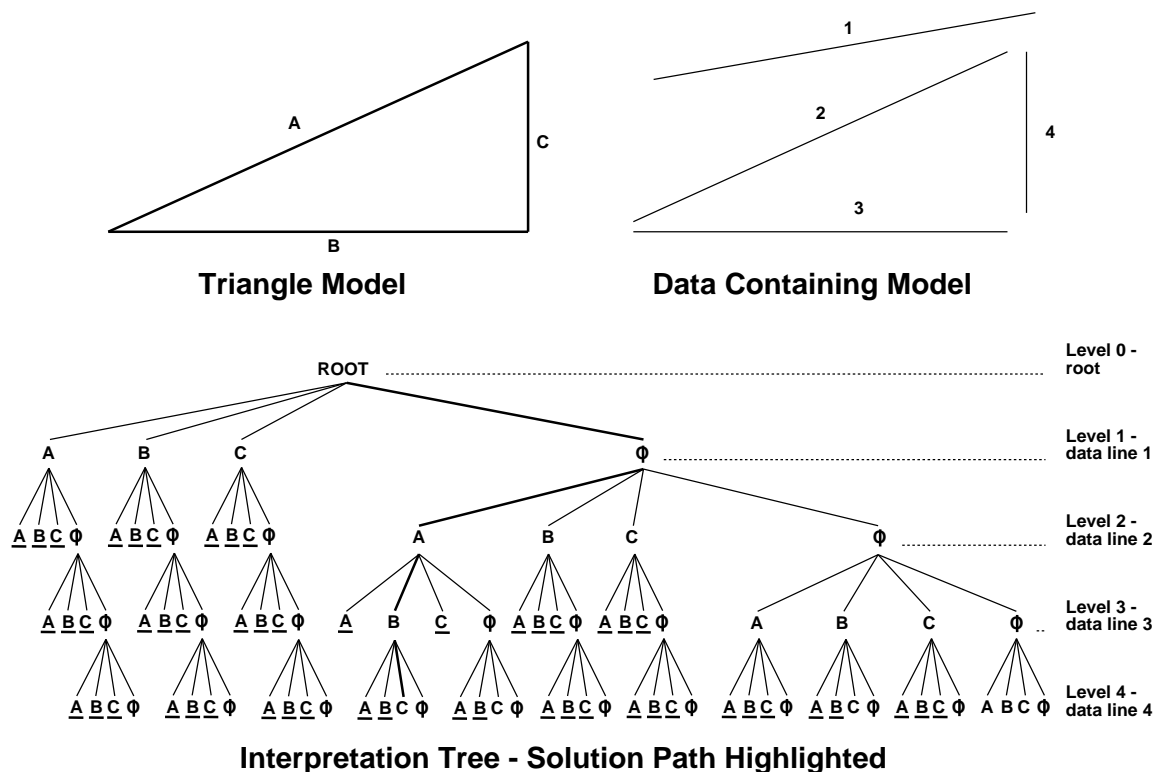 1
A
2
C
4
3
B
Triangle Model
Data Containing Model
Level 0 -
ROOT
root
Level 1 -
A B C Φ
data line 1
Level 2 -
A B C Φ A B C Φ A B C Φ A B C Φ
data line 2
Level 3 -
A B C Φ A B C Φ A B C Φ A B C Φ A B C Φ A B C Φ A B C Φ
data line 3
Level 4 -
A B C Φ A B C Φ A B C Φ A B C Φ A B C Φ A B C Φ A B C Φ A B C Φ A B C Φ A B C Φ A B C Φ
data line 4
Interpretation Tree - Solution Path Highlighted